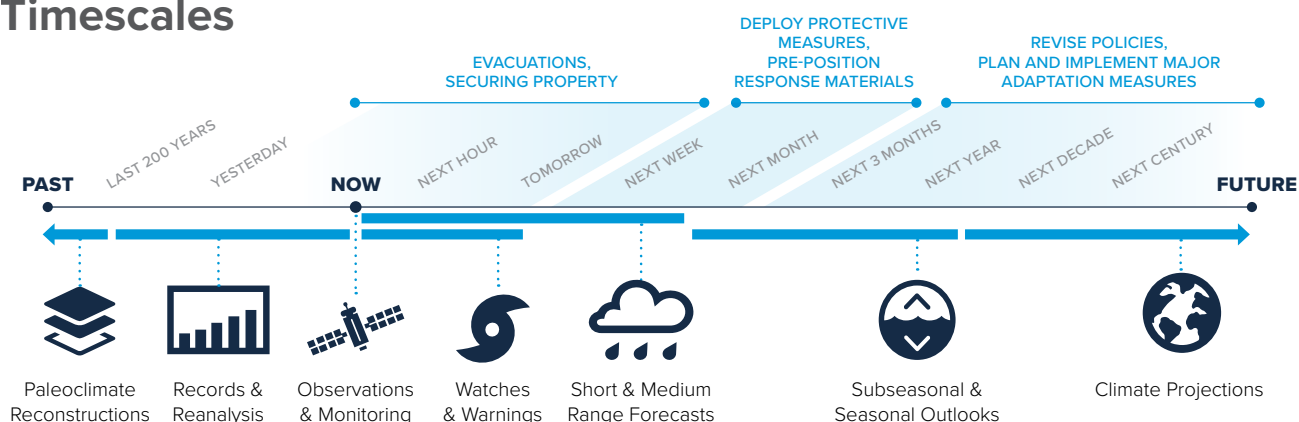 Timescales
DEPLOY PROTECTIVE
MEASURES,
PRE-POSITION
RESPONSE MATERIALS
EVACUATIONS,
SECURING PROPERTY
REVISE POLICIES,
PLAN AND IMPLEMENT MAJOR
ADAPTATION MEASURES
LAST 200 YEARS
YESTERDAY
NEXT HOUR
TOMORROW
NEXT WEEK
NEXT MONTH
NEXT 3 MONTHS
NEXT YEAR
NEXT DECADE
NEXT CENTURY
PAST
NOW
FUTURE
Paleoclimate
Reconstructions
Records &
Reanalysis
Observations
& Monitoring
Watches
& Warnings
Short & Medium
Range Forecasts
Subseasonal &
Seasonal Outlooks
Climate Projections